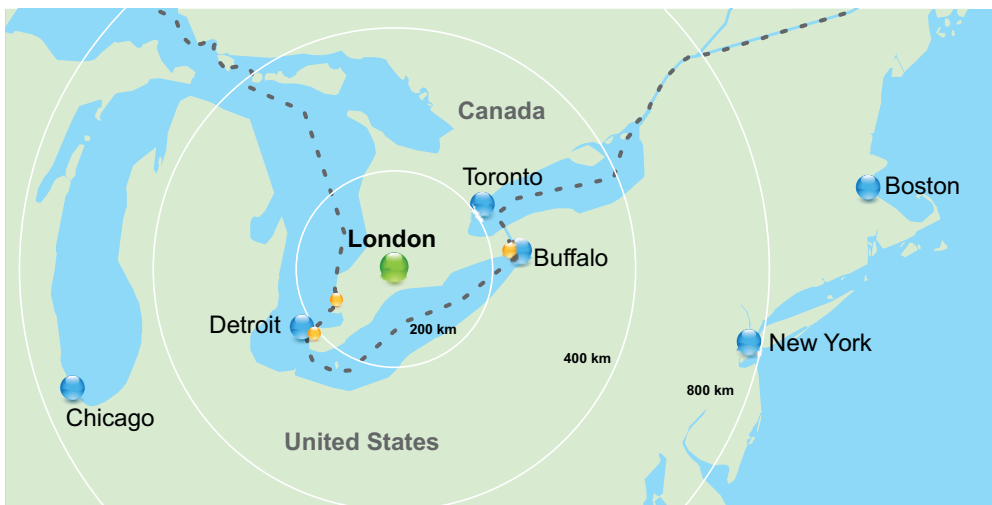 Canada
Toronto
Boston
London
Buffalo
Detroit
200 km
New York
400 km
800 km
Chicago
United States